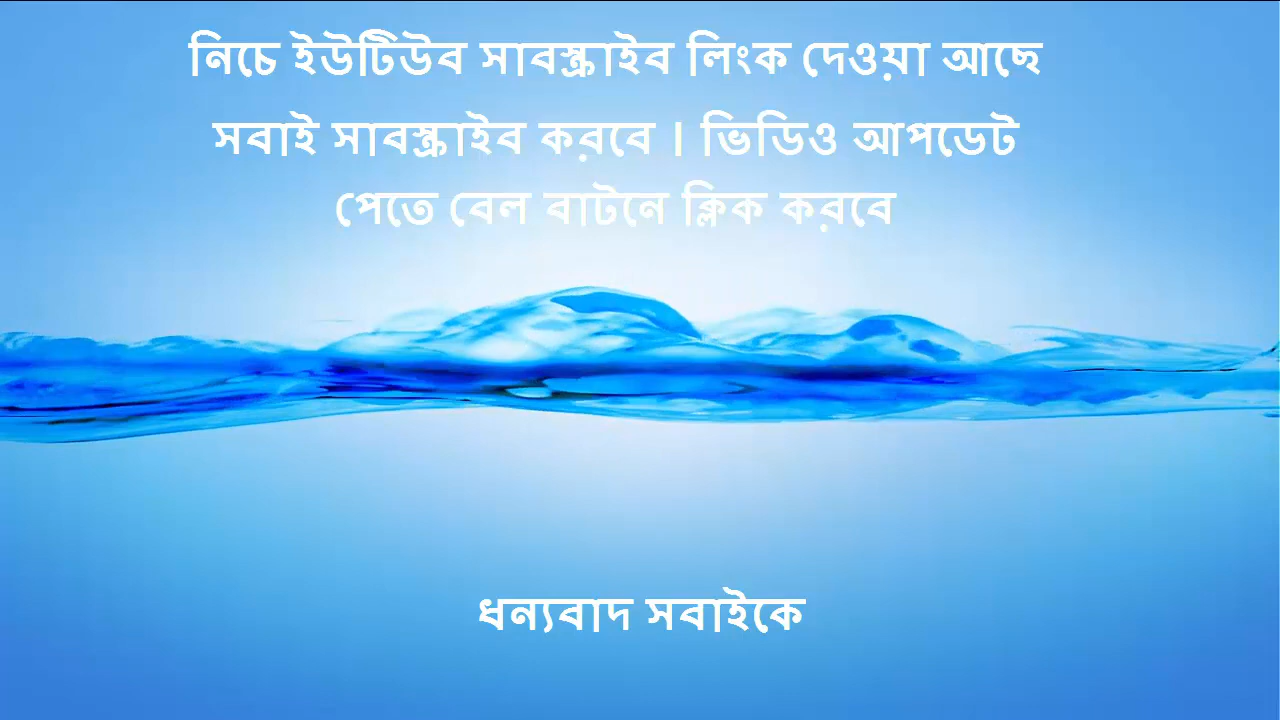 নিচে ইউটিউব সাবস্ক্রাইব লিংক দেওয়া আছে
সবাই সাবস্ক্রাইব করবে । ভিডিও আপডেট
পেতে বেল বাটনে ক্লিক করবে
ধন্যবাদ সবাইকে